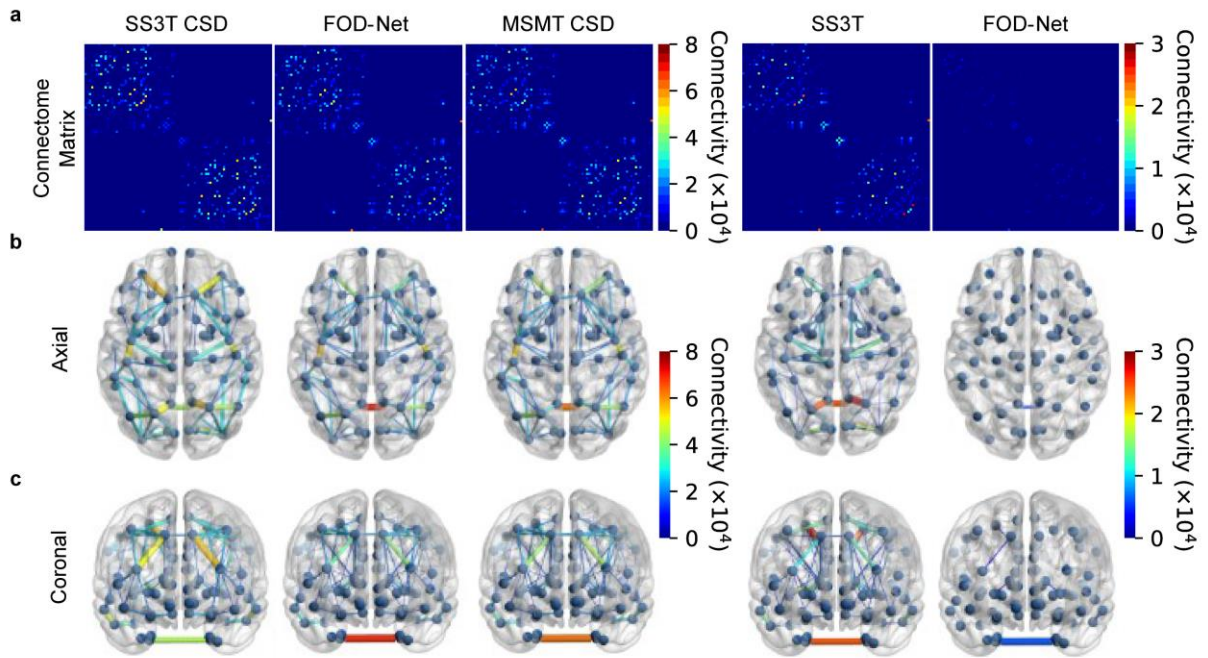 a
SS3T CSD
FOD-Net
MSMT CSD
SS3T
FOD-Net
Connectome
Matrix
8
6
4
2
0
Connectivity (×10⁴)
3
2
1
0
Connectivity (×10⁴)
b
Axial
8
6
4
2
0
Connectivity (×10⁴)
3
2
1
0
Connectivity (×10⁴)
c
Coronal